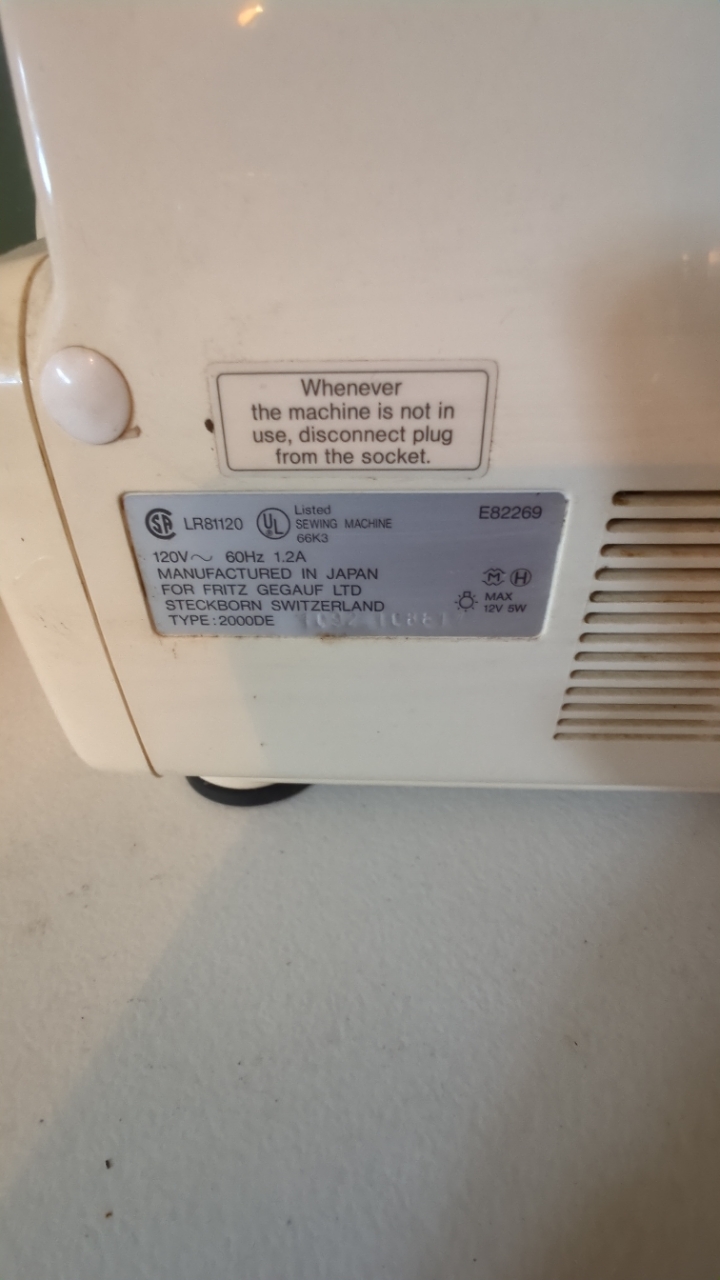 Whenever
the machine is not in
use, disconnect plug
from the socket.
LR81120 Listed E82269
SEWING MACHINE
66K3
120V~ 60Hz 1.2A
MANUFACTURED IN JAPAN
FOR FRITZ GEGAUF LTD
STECKBORN SWITZERLAND
TYPE:2000DE
MAX
12V 5W